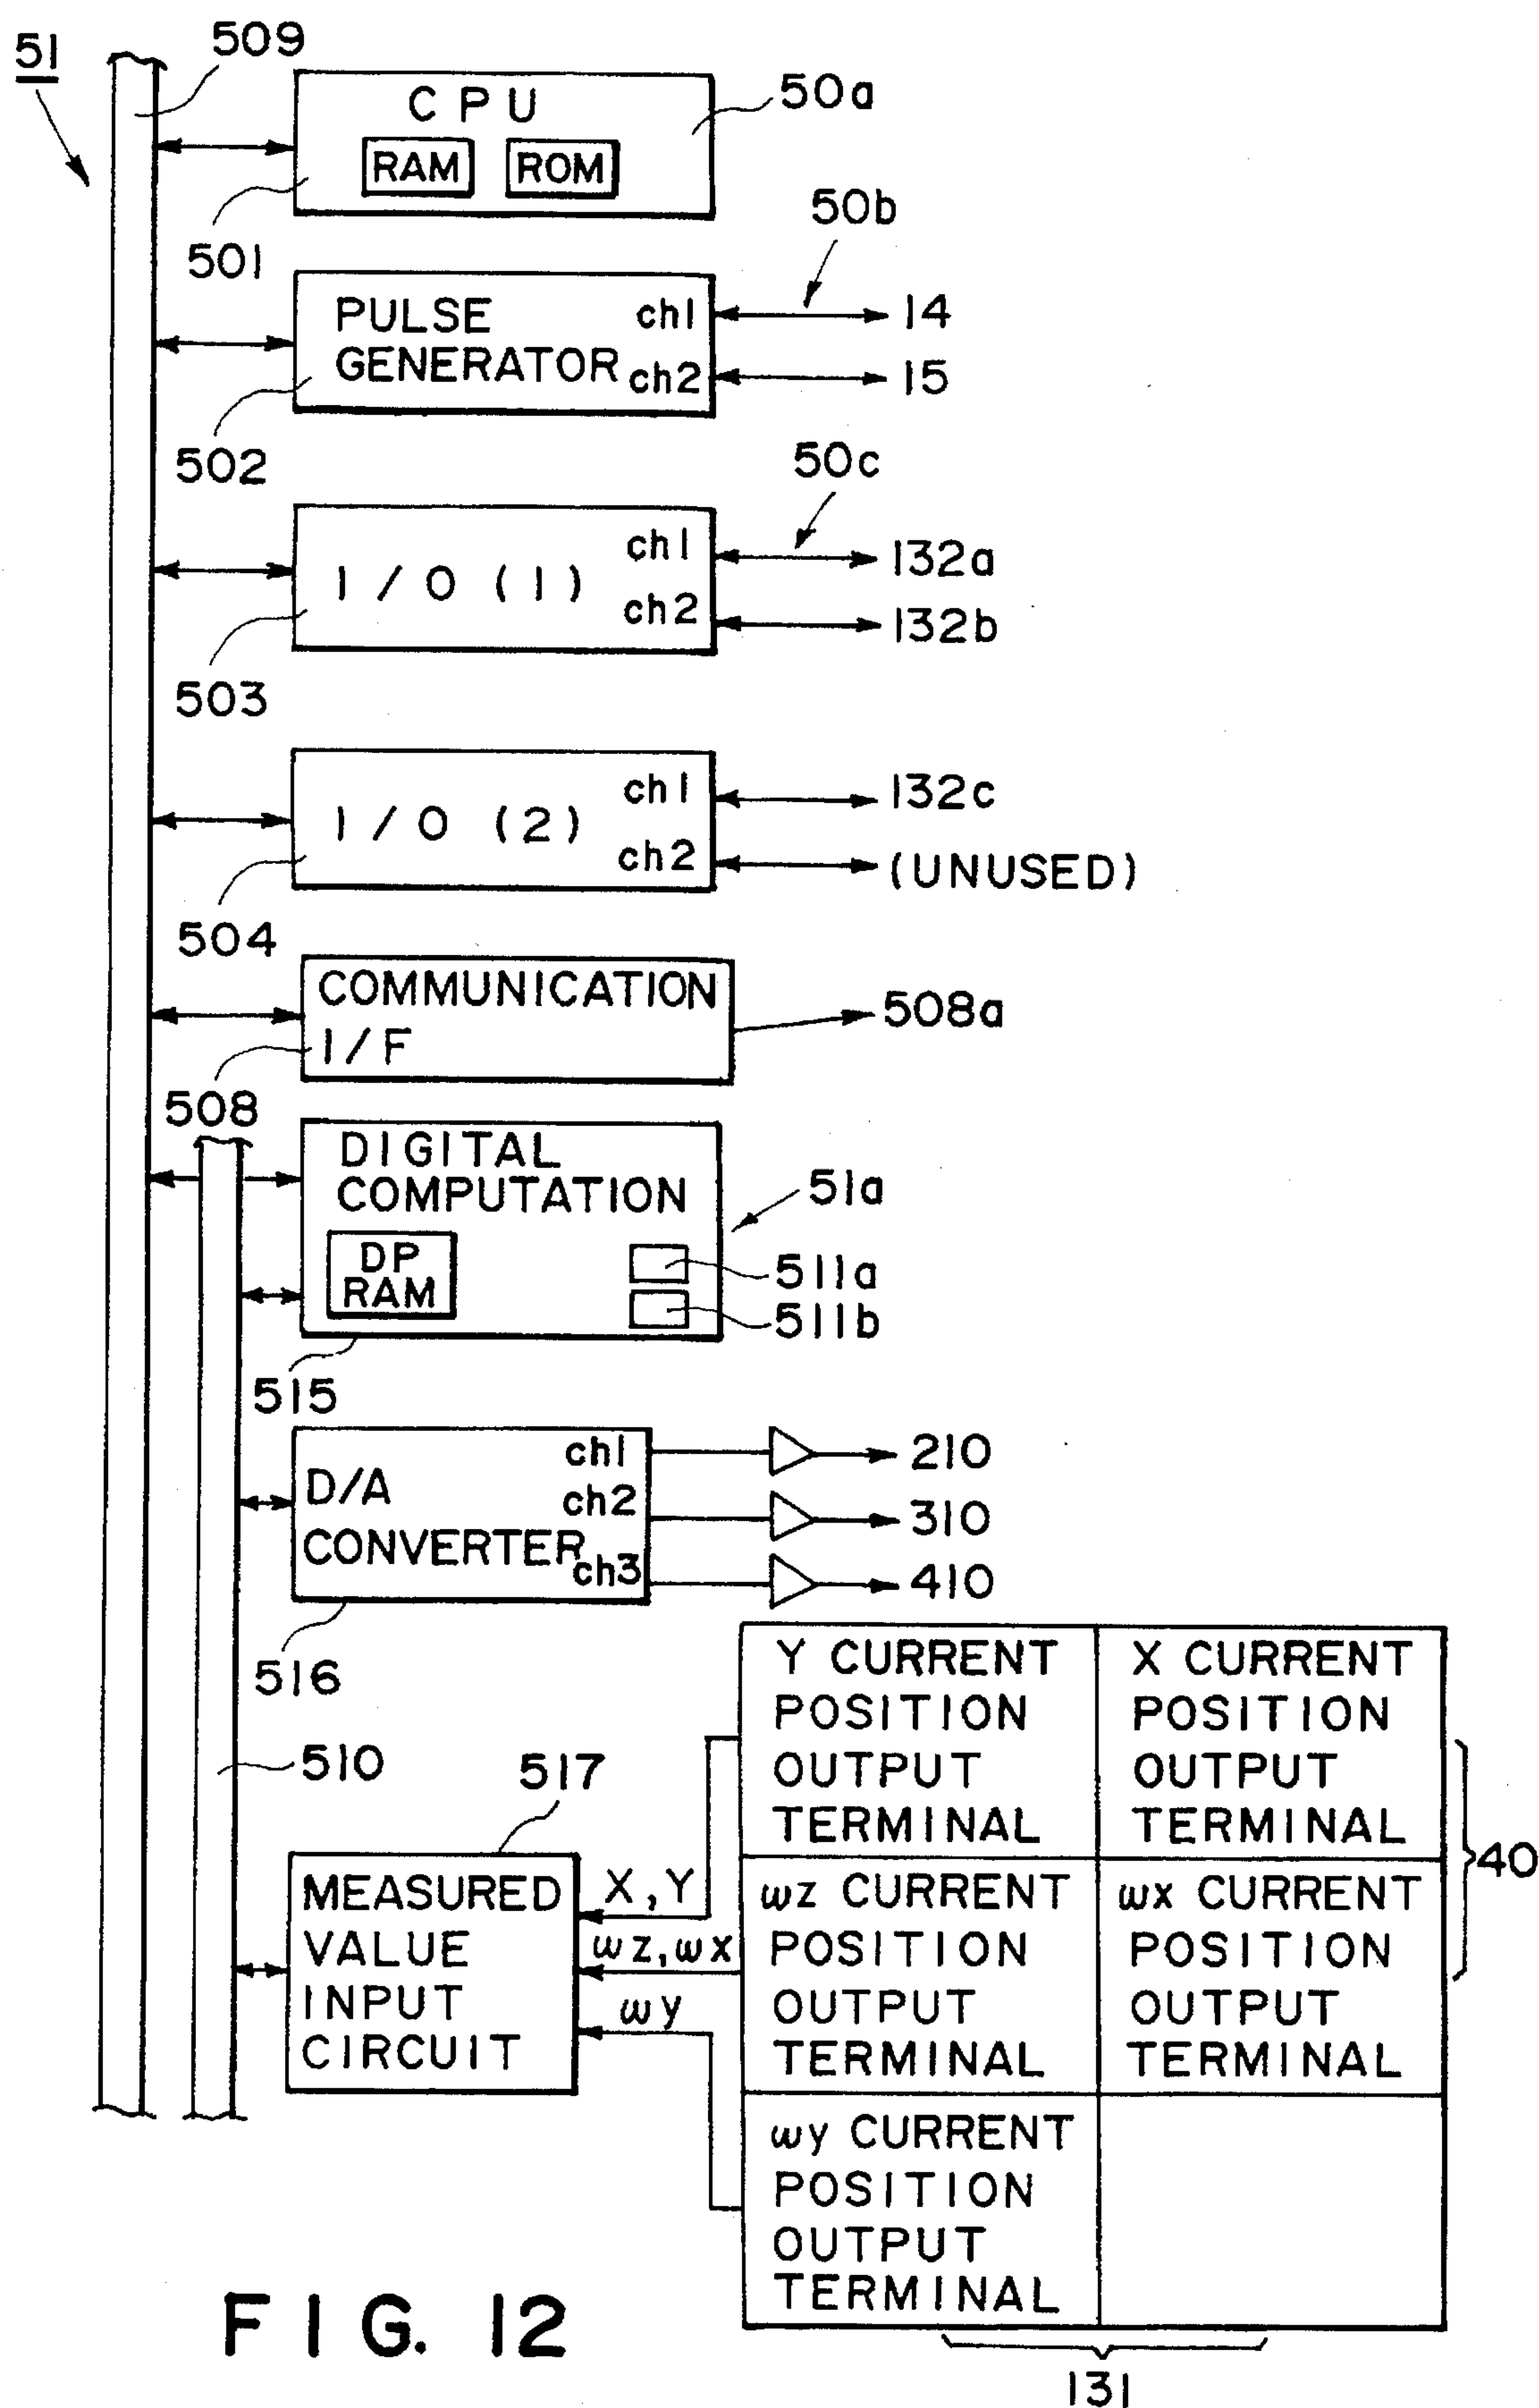 51
509
CPU
50a
RAM
ROM
501
50b
PULSE
GENERATOR
ch1
ch2
14
15
502
50c
I/O (1)
ch1
ch2
132a
132b
503
I/O (2)
ch1
ch2
132c
(UNUSED)
504
COMMUNICATION
I/F
508a
508
DIGITAL
COMPUTATION
51a
DP
RAM
511a
511b
515
D/A
CONVERTER
ch1
ch2
ch3
210
310
410
516
510
517
MEASURED
VALUE
INPUT
CIRCUIT
X, Y
ωz, ωx
ωy
Y CURRENT
POSITION
OUTPUT
TERMINAL
X CURRENT
POSITION
OUTPUT
TERMINAL
40
ωz CURRENT
POSITION
OUTPUT
TERMINAL
ωx CURRENT
POSITION
OUTPUT
TERMINAL
ωy CURRENT
POSITION
OUTPUT
TERMINAL
131
FIG. 12